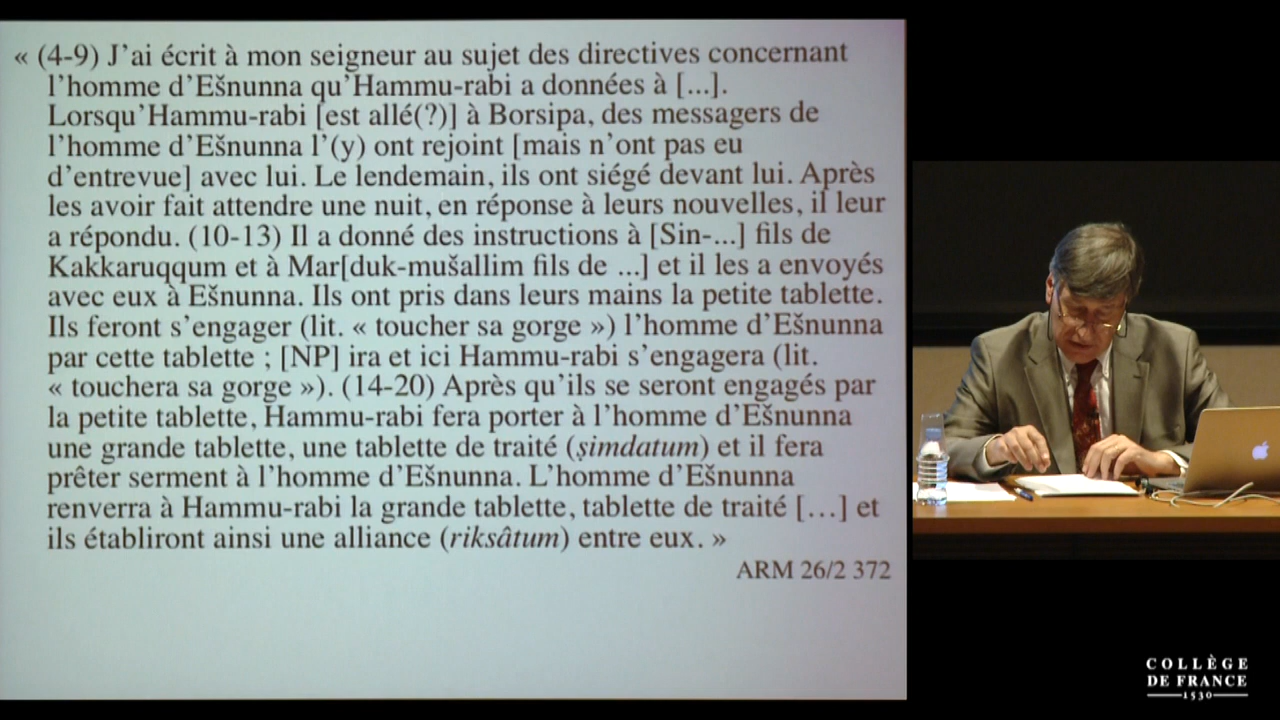 « (4-9) J’ai écrit à mon seigneur au sujet des directives concernant
l’homme d’Ešnunna qu’Hammu-rabi a données à [...].
Lorsqu’Hammu-rabi [est allé(?)] à Borsipa, des messagers de
l’homme d’Ešnunna l’(y) ont rejoint [mais n’ont pas eu
d’entrevue] avec lui. Le lendemain, ils ont siégé devant lui. Après
les avoir fait attendre une nuit, en réponse à leurs nouvelles, il leur
a répondu. (10-13) Il a donné des instructions à [Sin-...] fils de
Kakkaruqqum et à Mar[duk-mušallim fils de ...] et il les a envoyés
avec eux à Ešnunna. Ils ont pris dans leurs mains la petite tablette.
Ils feront s’engager (lit. « toucher sa gorge ») l’homme d’Ešnunna
par cette tablette ; [NP] ira et ici Hammu-rabi s’engagera (lit.
« touchera sa gorge »). (14-20) Après qu’ils se seront engagés par
la petite tablette, Hammu-rabi fera porter à l’homme d’Ešnunna
une grande tablette, une tablette de traité (ṣimdatum) et il fera
prêter serment à l’homme d’Ešnunna. L’homme d’Ešnunna
renverra à Hammu-rabi la grande tablette, tablette de traité […] et
ils établiront ainsi une alliance (riksâtum) entre eux. »
ARM 26/2 372
COLLÈGE
DE FRANCE
1530